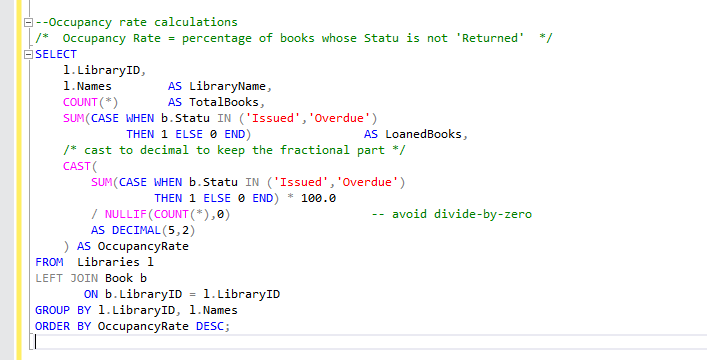 --Occupancy rate calculations
/*  Occupancy Rate = percentage of books whose Statu is not 'Returned'  */
SELECT
    l.LibraryID,
    l.Names        AS LibraryName,
    COUNT(*)       AS TotalBooks,
    SUM(CASE WHEN b.Statu IN ('Issued','Overdue')
             THEN 1 ELSE 0 END)                AS LoanedBooks,
    /* cast to decimal to keep the fractional part */
    CAST(
        SUM(CASE WHEN b.Statu IN ('Issued','Overdue')
                 THEN 1 ELSE 0 END) * 100.0
        / NULLIF(COUNT(*),0)                    -- avoid divide-by-zero
        AS DECIMAL(5,2)
    ) AS OccupancyRate
FROM  Libraries l
LEFT JOIN Book b
       ON b.LibraryID = l.LibraryID
GROUP BY l.LibraryID, l.Names
ORDER BY OccupancyRate DESC;